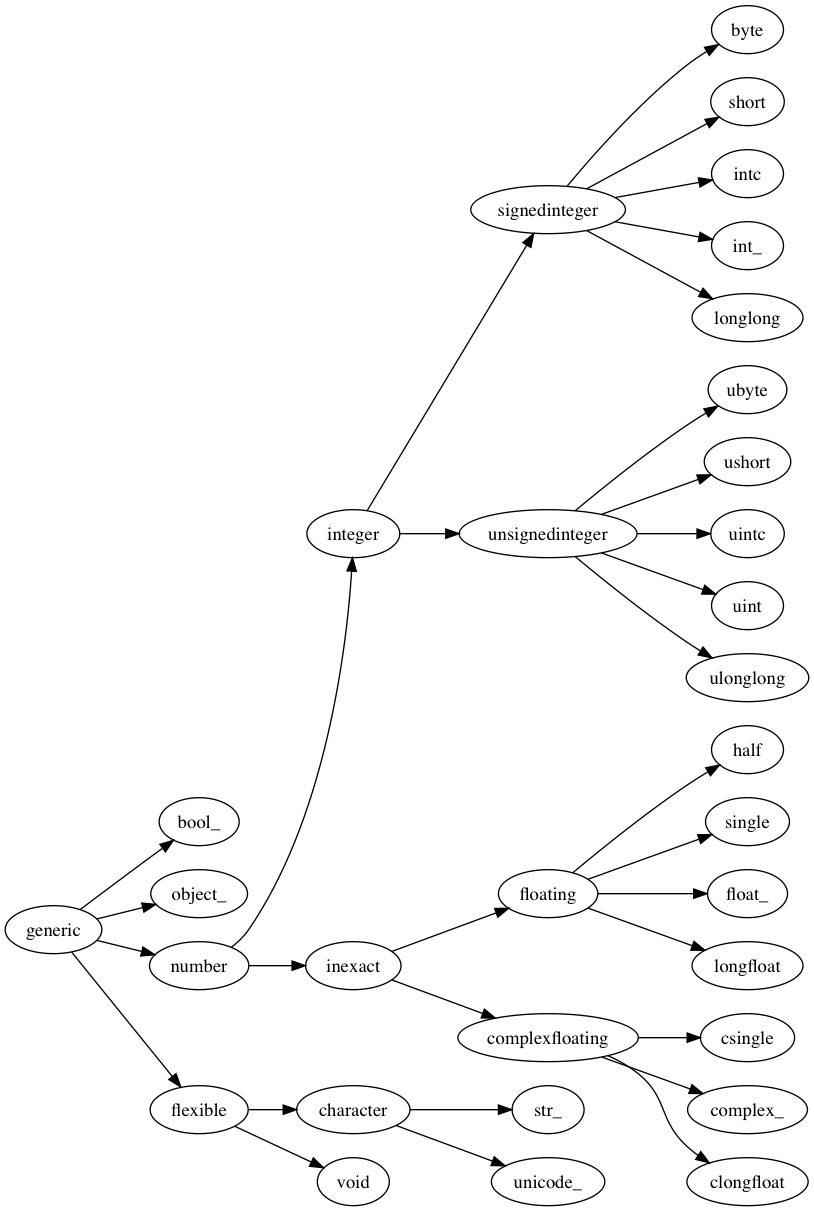 byte
short
intc
signedinteger
int_
longlong
ubyte
ushort
integer
unsignedinteger
uintc
uint
ulonglong
half
bool_
single
object_
floating
float_
generic
number
inexact
longfloat
complexfloating
csingle
flexible
character
str_
complex_
void
unicode_
clongfloat